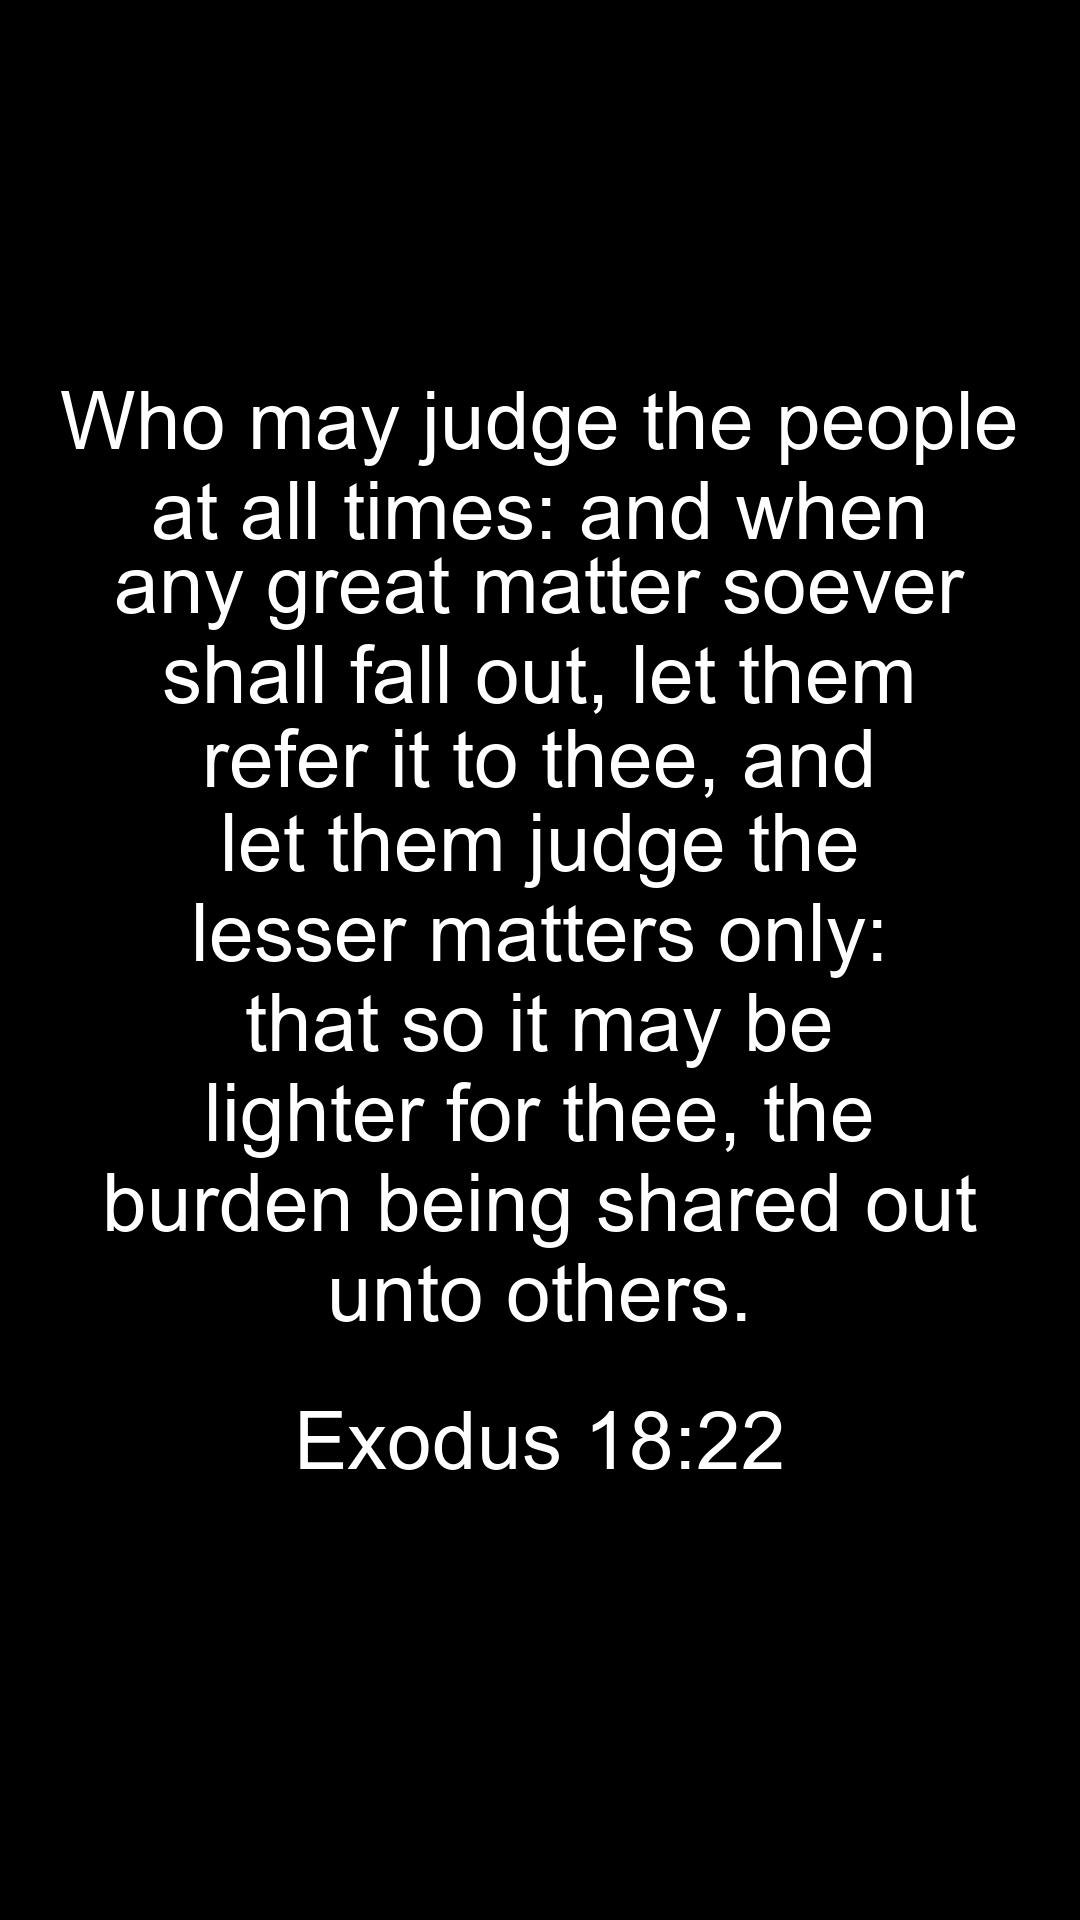 Who may judge the people
at all times: and when
any great matter soever
shall fall out, let them
refer it to thee, and
let them judge the
lesser matters only:
that so it may be
lighter for thee, the
burden being shared out
unto others.
Exodus 18:22